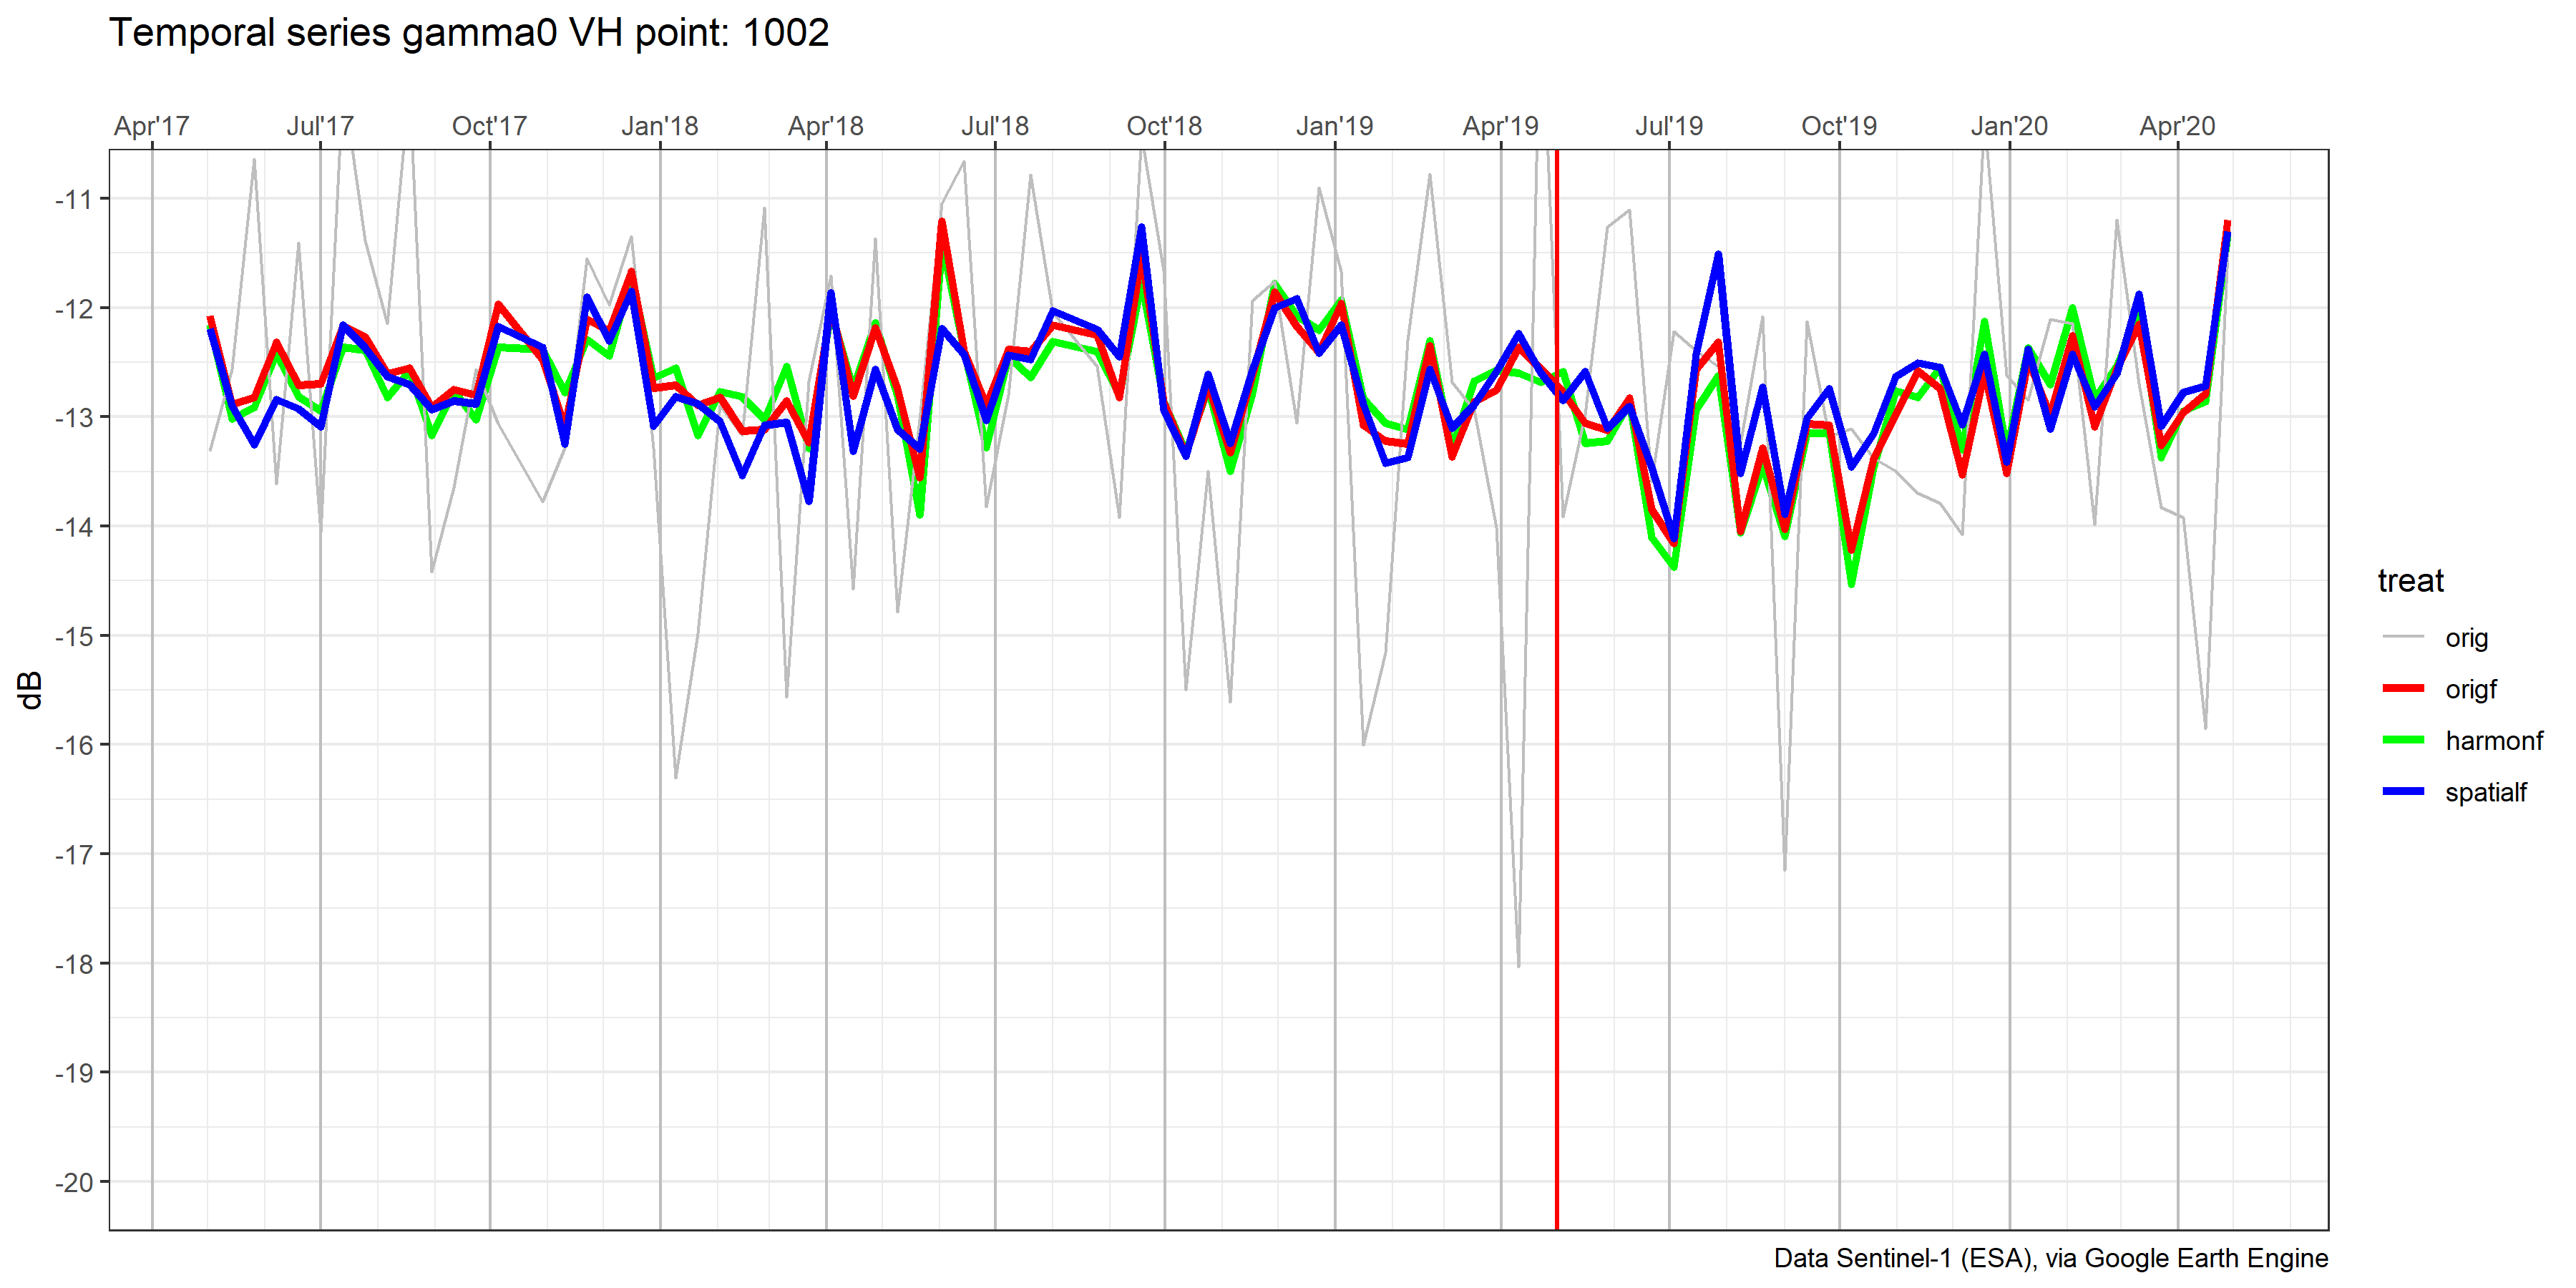 Temporal series gamma0 VH point: 1002
Apr'17 Jul'17 Oct'17 Jan'18 Apr'18 Jul'18 Oct'18 Jan'19 Apr'19 Jul'19 Oct'19 Jan'20 Apr'20
-11
-12
-13
-14
-15
-16
-17
-18
-19
-20
dB
treat
orig
origf
harmonf
spatialf
Data Sentinel-1 (ESA), via Google Earth Engine